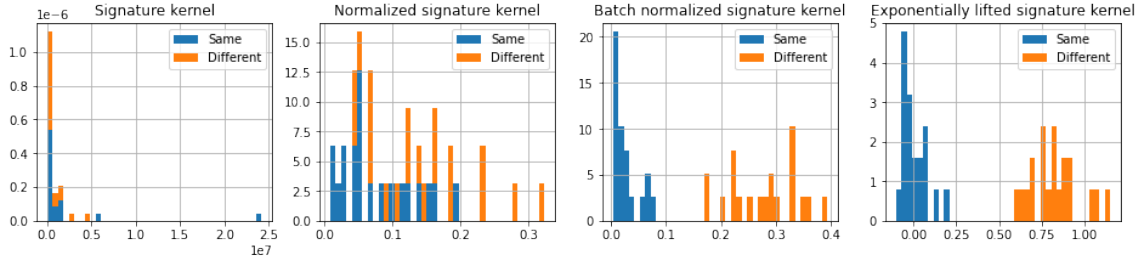 Signature kernel
1e−6
Same
Different
1.0
0.8
0.6
0.4
0.2
0.0
0.0 0.5 1.0 1.5 2.0 2.5
1e7
Normalized signature kernel
Same
Different
15.0
12.5
10.0
7.5
5.0
2.5
0.0
0.0 0.1 0.2 0.3
Batch normalized signature kernel
Same
Different
20
15
10
5
0
0.0 0.1 0.2 0.3 0.4
Exponentially lifted signature kernel
Same
Different
5
4
3
2
1
0
0.00 0.25 0.50 0.75 1.00